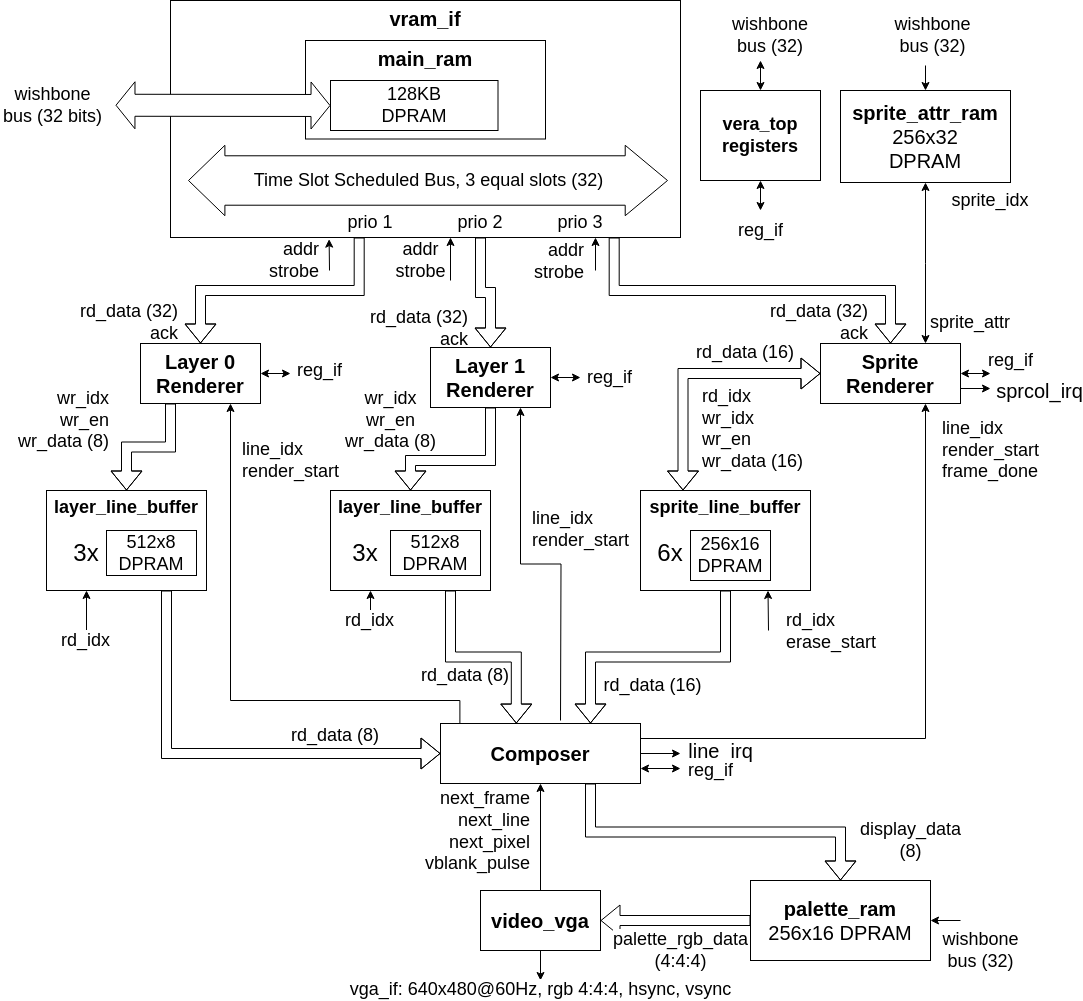 vram_if
main_ram
128KB
DPRAM
wishbone
bus (32 bits)
Time Slot Scheduled Bus, 3 equal slots (32)
prio 1
prio 2
prio 3
wishbone
bus (32)
vera_top
registers
reg_if
wishbone
bus (32)
sprite_attr_ram
256x32
DPRAM
sprite_idx
addr
strobe
addr
strobe
addr
strobe
rd_data (32)
ack
rd_data (32)
ack
rd_data (32)
ack
sprite_attr
Layer 0
Renderer
reg_if
Layer 1
Renderer
reg_if
rd_data (16)
Sprite
Renderer
reg_if
sprcol_irq
wr_idx
wr_en
wr_data (8)
line_idx
render_start
wr_idx
wr_en
wr_data (8)
rd_idx
wr_idx
wr_en
wr_data (16)
line_idx
render_start
frame_done
layer_line_buffer
3x
512x8
DPRAM
layer_line_buffer
3x
512x8
DPRAM
line_idx
render_start
sprite_line_buffer
6x
256x16
DPRAM
rd_idx
rd_idx
rd_idx
erase_start
rd_data (8)
rd_data (16)
rd_data (8)
Composer
line_irq
reg_if
next_frame
next_line
next_pixel
vblank_pulse
display_data
(8)
video_vga
palette_rgb_data
(4:4:4)
palette_ram
256x16 DPRAM
wishbone
bus (32)
vga_if: 640x480@60Hz, rgb 4:4:4, hsync, vsync